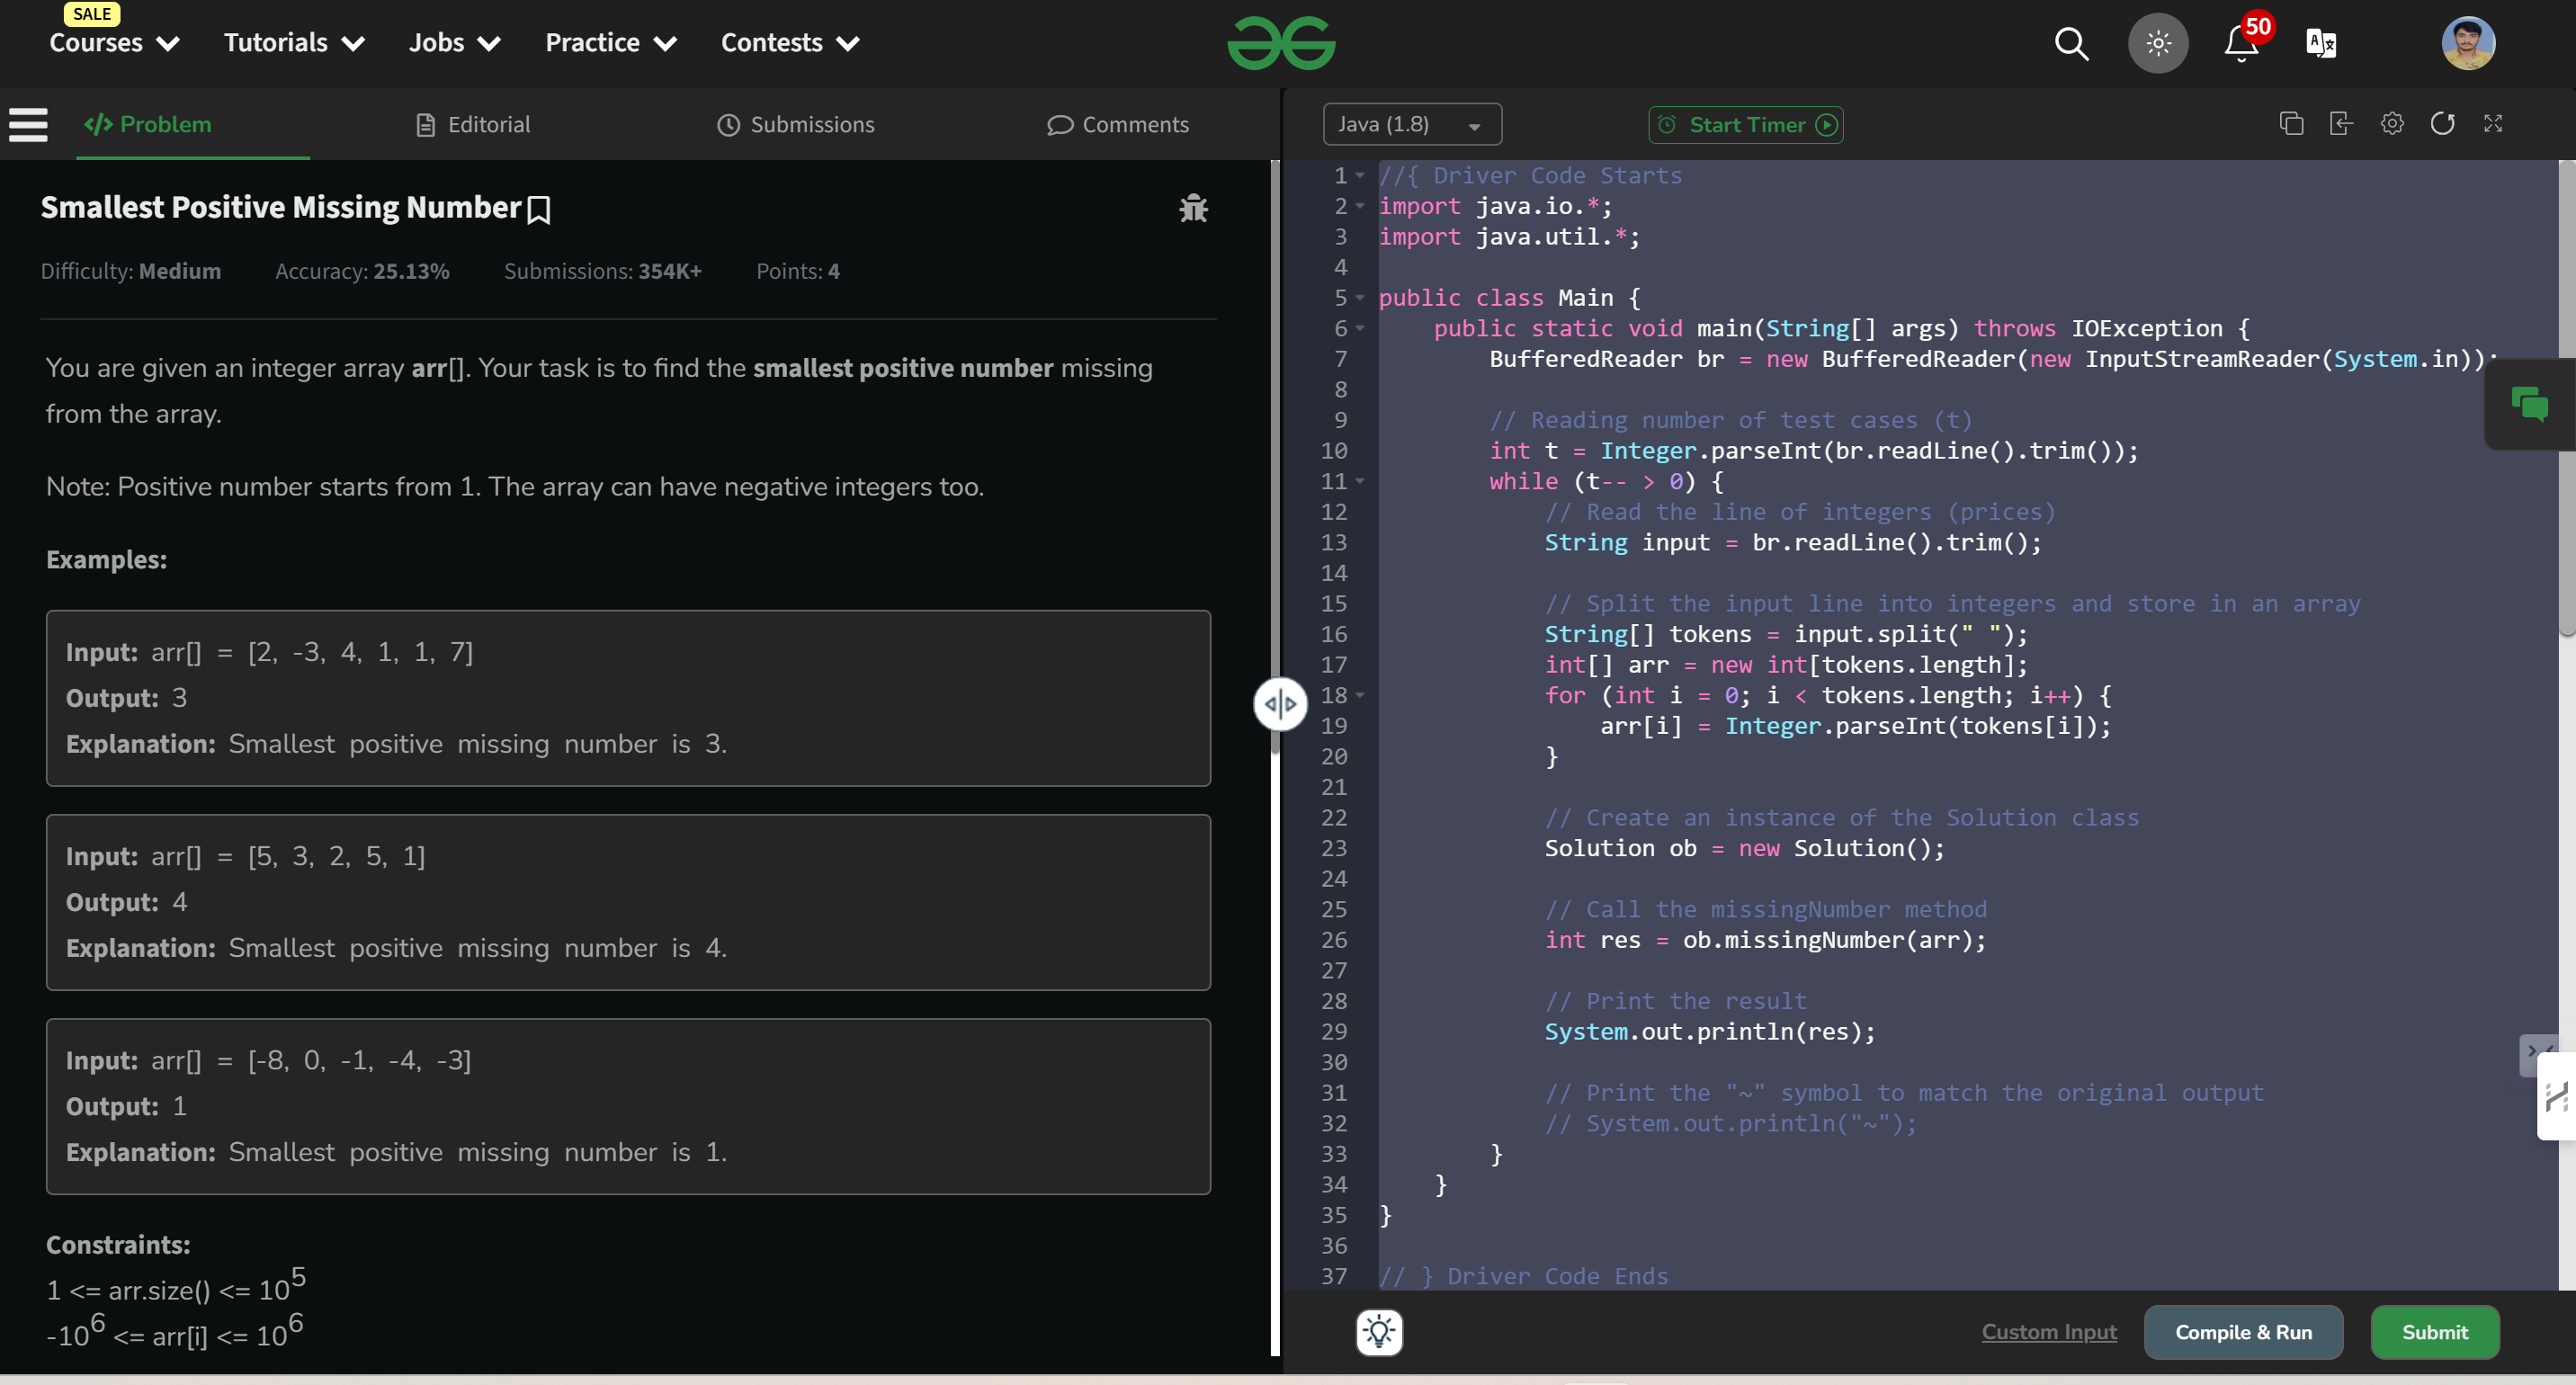 SALE
Courses Tutorials Jobs Practice Contests 50
Problem Editorial Submissions Comments
Java (1.8) Start Timer
Smallest Positive Missing Number
Difficulty: Medium Accuracy: 25.13% Submissions: 354K+ Points: 4
You are given an integer array arr[]. Your task is to find the smallest positive number missing
from the array.
Note: Positive number starts from 1. The array can have negative integers too.
Examples:
Input: arr[] = [2, -3, 4, 1, 1, 7]
Output: 3
Explanation: Smallest positive missing number is 3.
Input: arr[] = [5, 3, 2, 5, 1]
Output: 4
Explanation: Smallest positive missing number is 4.
Input: arr[] = [-8, 0, -1, -4, -3]
Output: 1
Explanation: Smallest positive missing number is 1.
Constraints:
1 <= arr.size() <= 10^5
-10^6 <= arr[i] <= 10^6
1 //{ Driver Code Starts
2 import java.io.*;
3 import java.util.*;
4
5 public class Main {
6 public static void main(String[] args) throws IOException {
7 BufferedReader br = new BufferedReader(new InputStreamReader(System.in));
8
9 // Reading number of test cases (t)
10 int t = Integer.parseInt(br.readLine().trim());
11 while (t-- > 0) {
12 // Read the line of integers (prices)
13 String input = br.readLine().trim();
14
15 // Split the input line into integers and store in an array
16 String[] tokens = input.split(" ");
17 int[] arr = new int[tokens.length];
18 for (int i = 0; i < tokens.length; i++) {
19 arr[i] = Integer.parseInt(tokens[i]);
20 }
21
22 // Create an instance of the Solution class
23 Solution ob = new Solution();
24
25 // Call the missingNumber method
26 int res = ob.missingNumber(arr);
27
28 // Print the result
29 System.out.println(res);
30
31 // Print the "~" symbol to match the original output
32 // System.out.println("~");
33 }
34 }
35 }
36
37 // } Driver Code Ends
Custom Input Compile & Run Submit